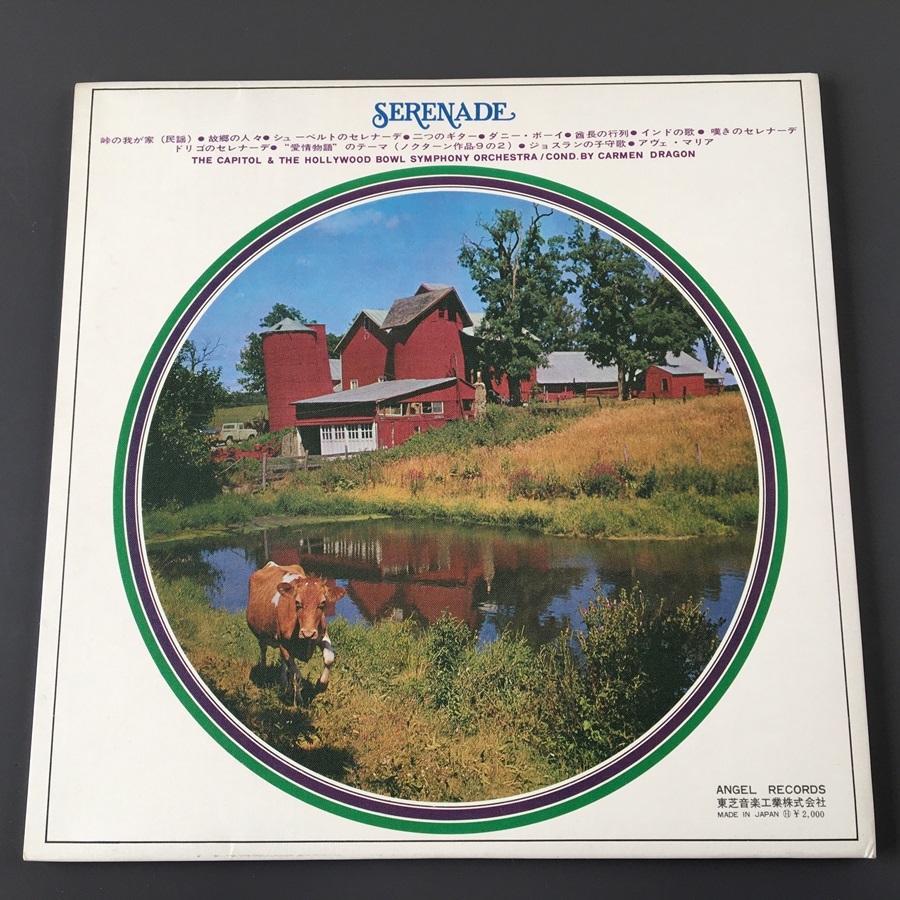 SERENADE
峠の我が家（民謡）●故郷の人々●シューベルトのセレナーデ●二つのギター●ダニー・ボーイ●酋長の行列●インドの歌●嘆きのセレナーデ
ドリゴのセレナーデ●“愛情物語”のテーマ（ノクターン作品9の2）●ジョスランの子守歌●アヴェ・マリア
THE CAPITOL & THE HOLLYWOOD BOWL SYMPHONY ORCHESTRA/COND.BY CARMEN DRAGON
ANGEL RECORDS
東芝音楽工業株式会社
MADE IN JAPAN Ⓗ ¥2,000